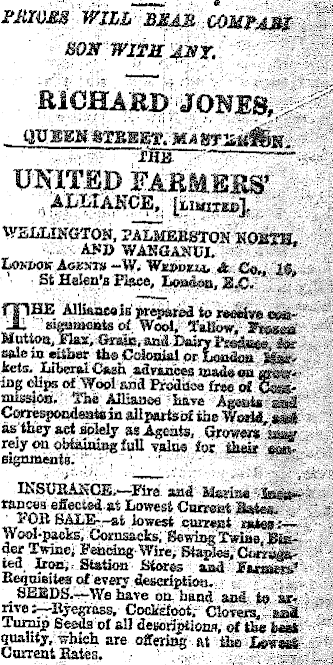 PRICES WILL BEAR COMPARI
SON WITH ANY.
RICHARD JONES,
QUEEN STREET, MASTERTON.
THE
UNITED FARMERS'
ALLIANCE, [LIMITED].
WELLINGTON, PALMERSTON NORTH,
AND WANGANUI.
LONDON AGENTS—W. WEDDELL & Co., 16,
St Helen's Place, London, E.C.
THE Alliance is prepared to receive con-
signments of Wool, Tallow, Frozen
Mutton, Flax, Grain, and Dairy Produce, for
sale in either the Colonial or London Mar-
kets. Liberal Cash advances made on grow-
ing clips of Wool and Produce free of Com-
mission. The Alliance have Agents and
Correspondents in all parts of the World, and
as they act solely as Agents, Growers may
rely on obtaining full value for their con-
signments.
INSURANCE.—Fire and Marine Insu-
rances effected at Lowest Current Rates.
FOR SALE—at lowest current rates:—
Wool-packs, Cornsacks, Sewing Twine, Bin-
der Twine, Fencing Wire, Staples, Corruga-
ted Iron, Station Stores and Farmers'
Requisites of every description.
SEEDS.—We have on hand and to ar-
rive:—Ryegrass, Cocksfoot, Clovers, and
Turnip Seeds of all descriptions, of the best
quality, which are offering at the Lowest
Current Rates.